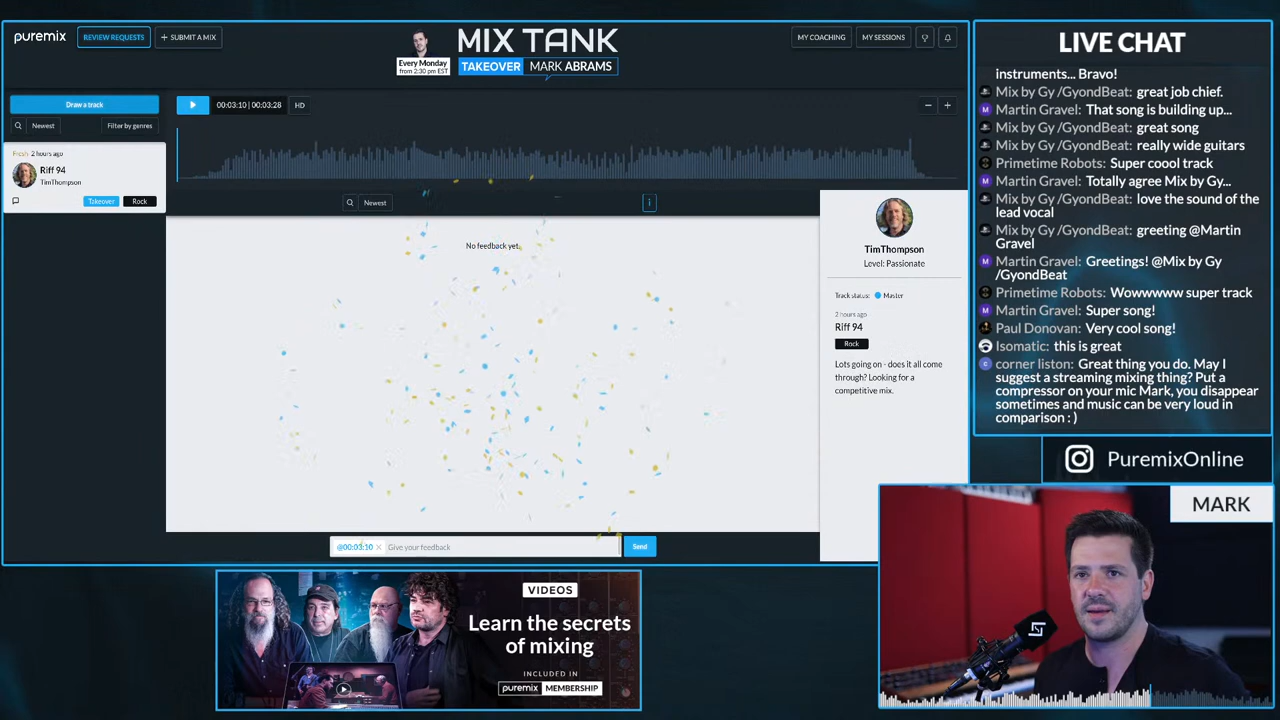 puremix
REVIEW REQUESTS
+ SUBMIT A MIX
Every Monday
from 2:30 pm EST
MIX TANK
TAKEOVER MARK ABRAMS
MY COACHING
MY SESSIONS
Draw a track
Newest
Filter by genres
Fresh 2 hours ago
Riff 94
TimThompson
Takeover
Rock
00:03:10 | 00:03:28
HD
Newest
i
No feedback yet.
@00:03:10 ×
Give your feedback
Send
TimThompson
Level: Passionate
Track status: Master
2 hours ago
Riff 94
Rock
Lots going on - does it all come
through? Looking for a
competitive mix.
LIVE CHAT
instruments... Bravo!
Mix by Gy /GyondBeat: great job chief.
M Martin Gravel: That song is building up...
Mix by Gy /GyondBeat: great song
Mix by Gy /GyondBeat: really wide guitars
Primetime Robots: Super coool track
M Martin Gravel: Totally agree Mix by Gy...
Mix by Gy /GyondBeat: love the sound of the
lead vocal
Mix by Gy /GyondBeat: greeting @Martin
Gravel
M Martin Gravel: Greetings! @Mix by Gy
/GyondBeat
Primetime Robots: Wowwwww super track
M Martin Gravel: Super song!
Paul Donovan: Very cool song!
Isomatic: this is great
c corner liston: Great thing you do. May I
suggest a streaming mixing thing? Put a
compressor on your mic Mark, you disappear
sometimes and music can be very loud in
comparison : )
PuremixOnline
MARK
VIDEOS
Learn the secrets
of mixing
INCLUDED IN
puremix MEMBERSHIP